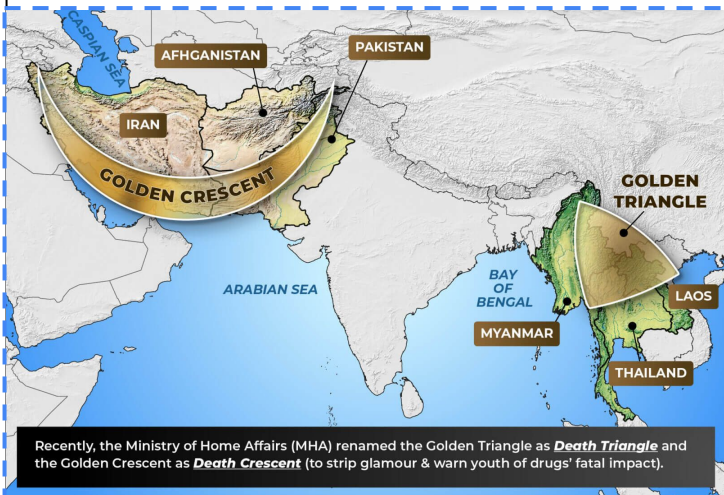 CASPIAN SEA
AFHGANISTAN
PAKISTAN
IRAN
GOLDEN CRESCENT
GOLDEN
TRIANGLE
ARABIAN SEA
BAY
OF
BENGAL
LAOS
MYANMAR
THAILAND
Recently, the Ministry of Home Affairs (MHA) renamed the Golden Triangle as Death Triangle and
the Golden Crescent as Death Crescent (to strip glamour & warn youth of drugs' fatal impact).